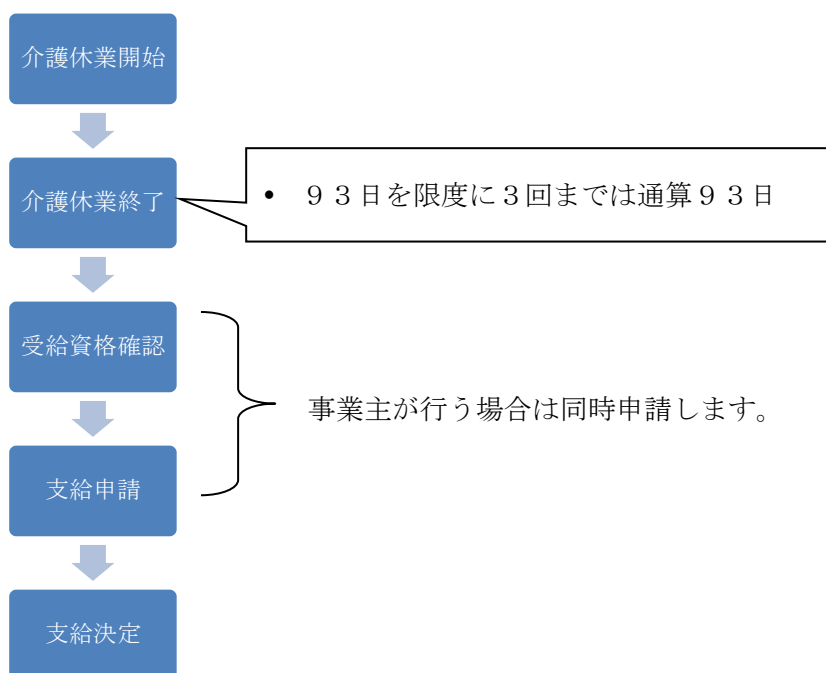 介護休業開始
介護休業終了
• ９３日を限度に３回までは通算９３日
受給資格確認
事業主が行う場合は同時申請します。
支給申請
支給決定